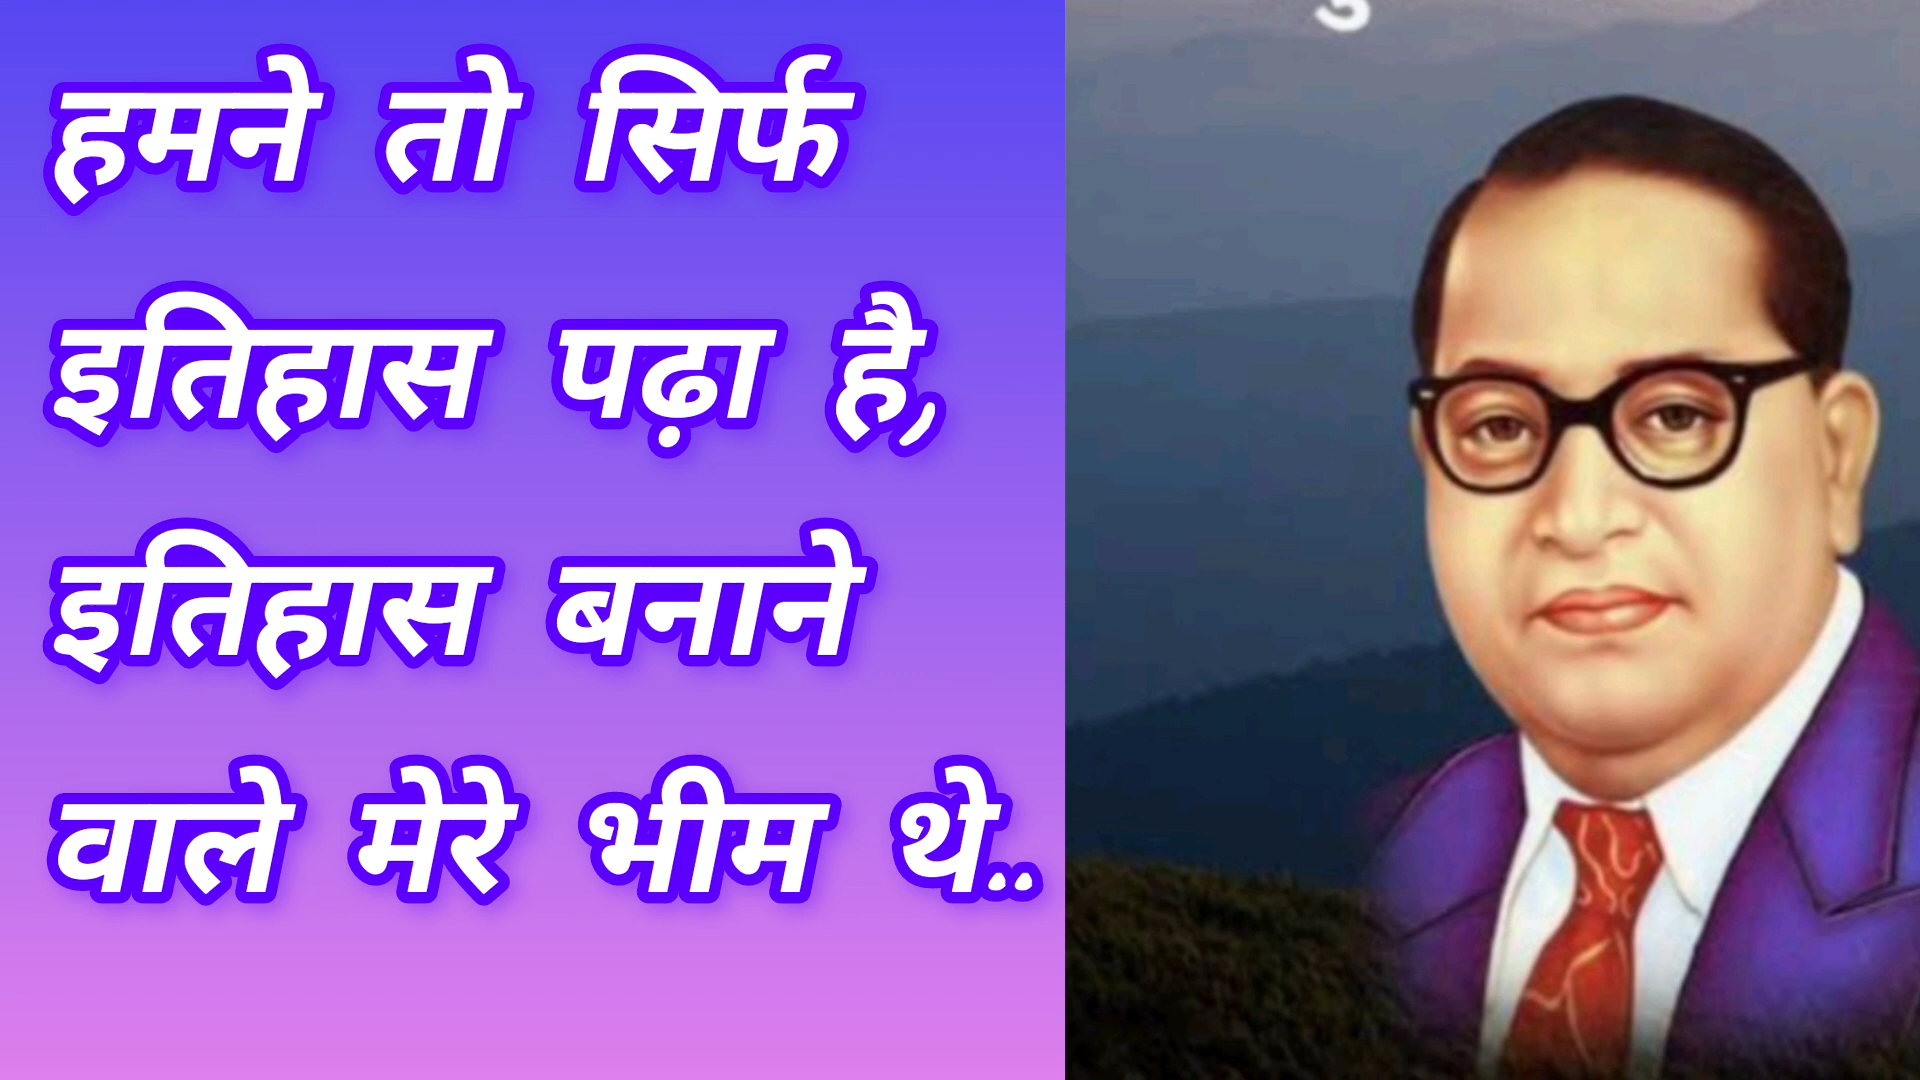 हमने तो सिर्फ
इतिहास पढ़ा है,
इतिहास बनाने
वाले मेरे भीम थे..